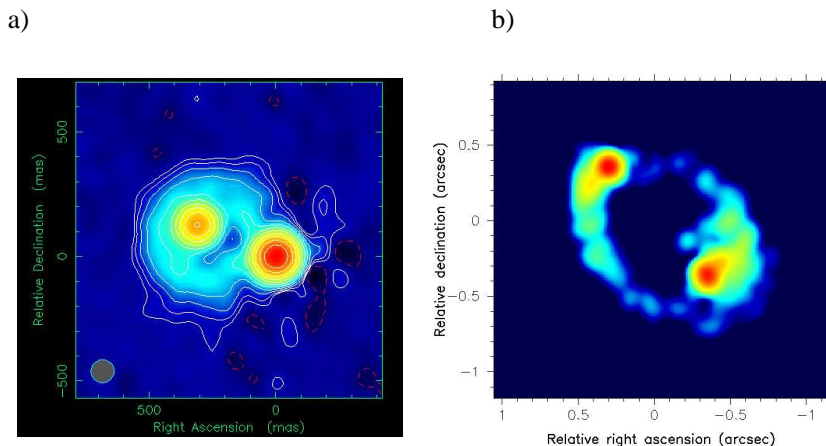 a)
b)
500
0
−500
Relative Declination (mas)
500
0
Right Ascension (mas)
1
0.5
0
−0.5
−1
Relative declination (arcsec)
1
0.5
0
−0.5
−1
Relative right ascension (arcsec)